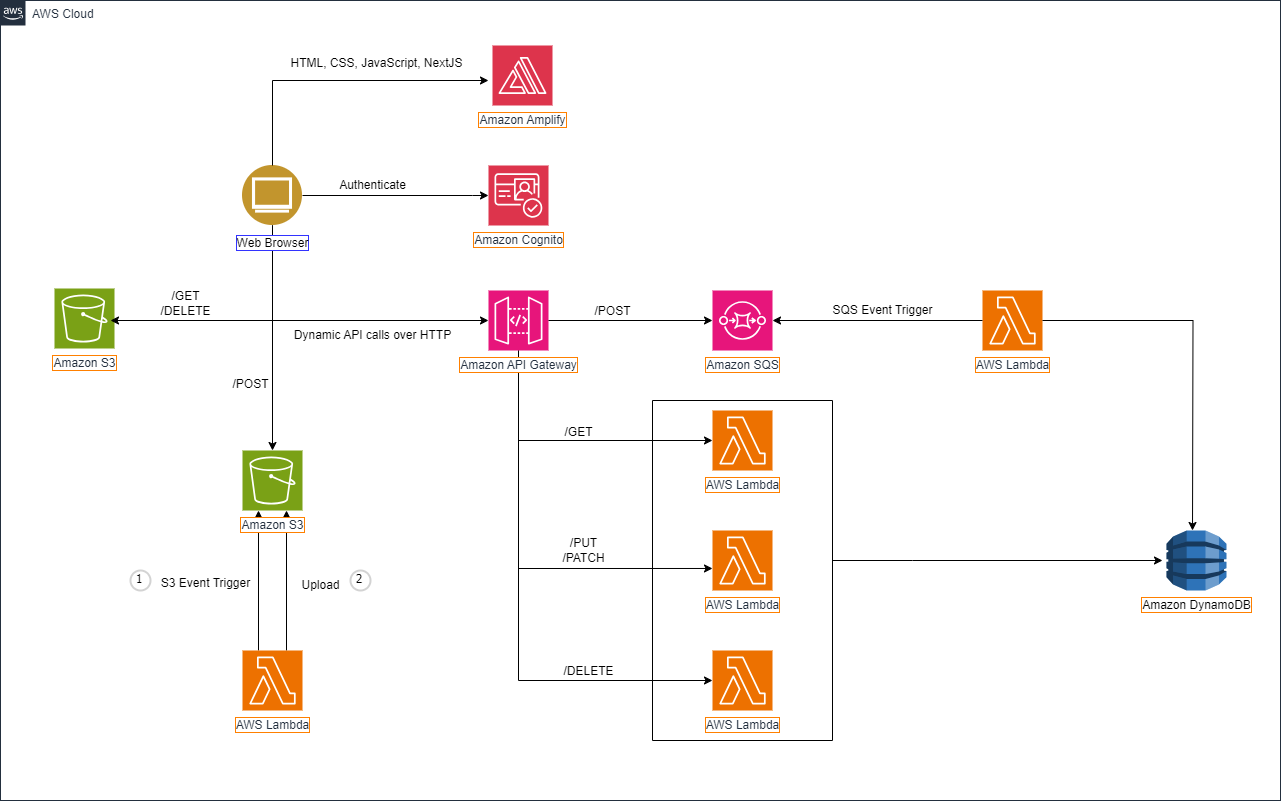 aws
AWS Cloud
HTML, CSS, JavaScript, NextJS
Amazon Amplify
Authenticate
Web Browser
Amazon Cognito
/GET
/DELETE
Amazon S3
Dynamic API calls over HTTP
Amazon API Gateway
/POST
Amazon SQS
SQS Event Trigger
AWS Lambda
/POST
Amazon S3
1
S3 Event Trigger
Upload
2
AWS Lambda
/GET
AWS Lambda
/PUT
/PATCH
AWS Lambda
/DELETE
AWS Lambda
Amazon DynamoDB